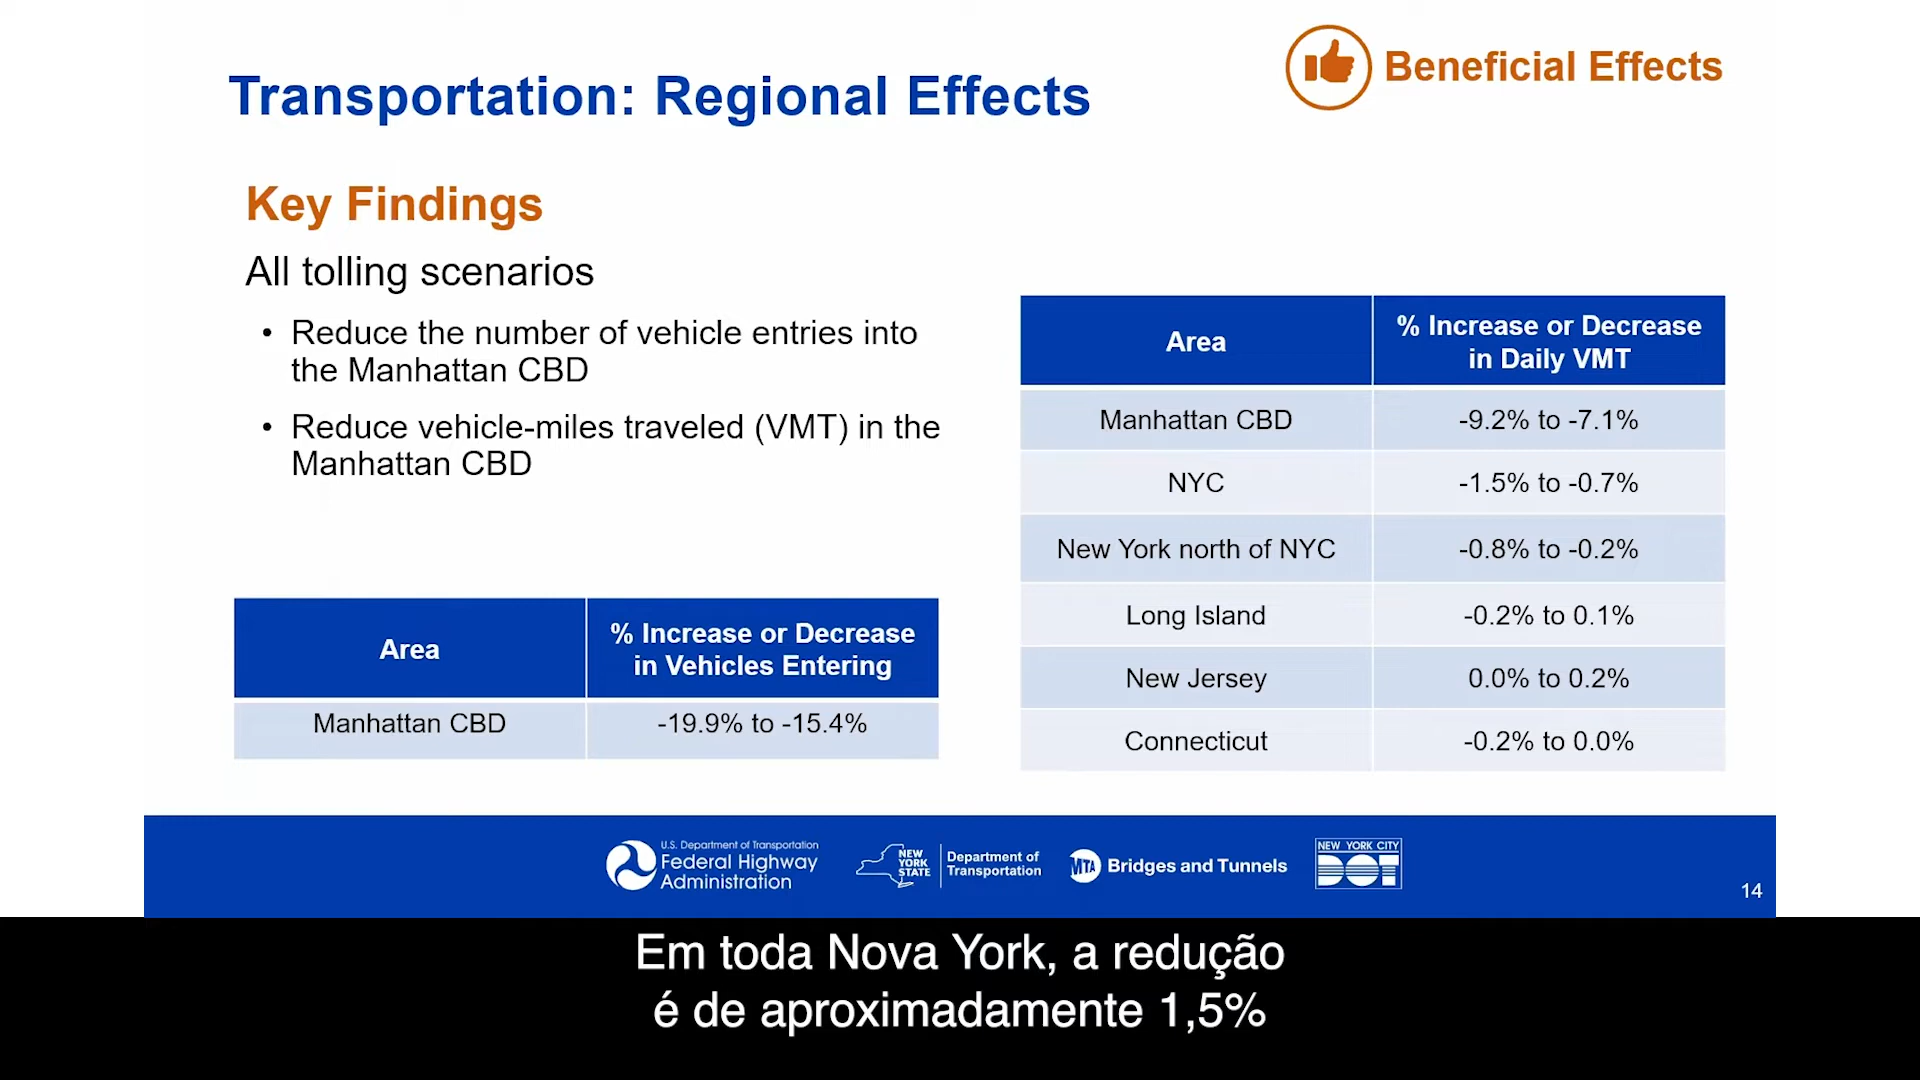 Beneficial Effects
Transportation: Regional Effects
Key Findings
All tolling scenarios
• Reduce the number of vehicle entries into
the Manhattan CBD
• Reduce vehicle-miles traveled (VMT) in the
Manhattan CBD
Area
% Increase or Decrease
in Vehicles Entering
Manhattan CBD -19.9% to -15.4%
Area
% Increase or Decrease
in Daily VMT
Manhattan CBD -9.2% to -7.1%
NYC -1.5% to -0.7%
New York north of NYC -0.8% to -0.2%
Long Island -0.2% to 0.1%
New Jersey 0.0% to 0.2%
Connecticut -0.2% to 0.0%
U.S. Department of Transportation
Federal Highway
Administration
NEW
YORK
STATE
Department of
Transportation
MTA Bridges and Tunnels
NEW YORK CITY
DOT
14
Em toda Nova York, a redução
é de aproximadamente 1,5%